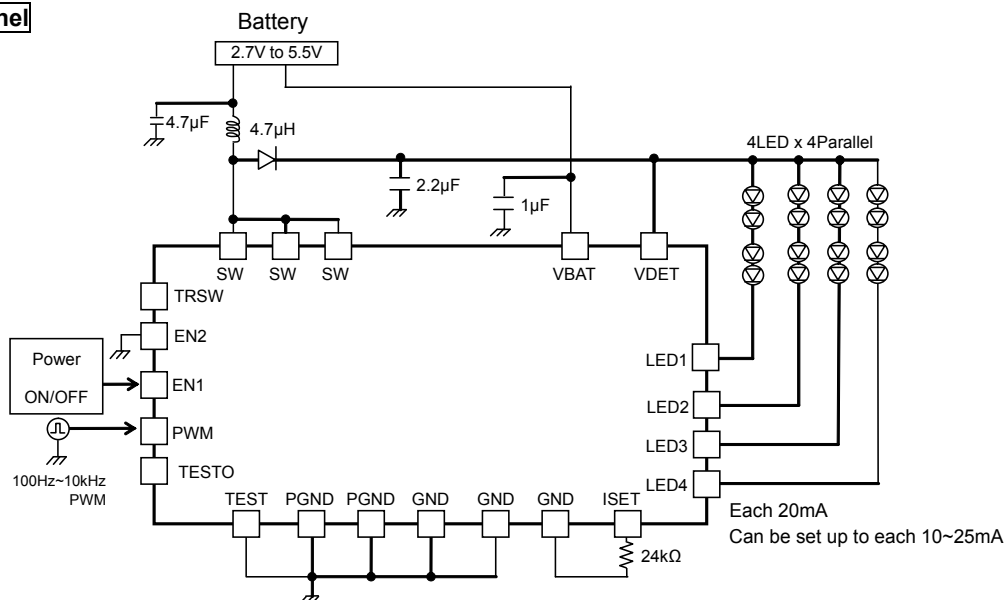 nel
Battery
2.7V to 5.5V
4.7µF
4.7µH
4LED x 4Parallel
2.2µF
1µF
SW SW SW VBAT VDET
TRSW
EN2
Power
ON/OFF
EN1
LED1
LED2
PWM
LED3
100Hz~10kHz
PWM
TESTO
LED4
TEST PGND PGND GND GND GND ISET
Each 20mA
Can be set up to each 10~25mA
24kΩ